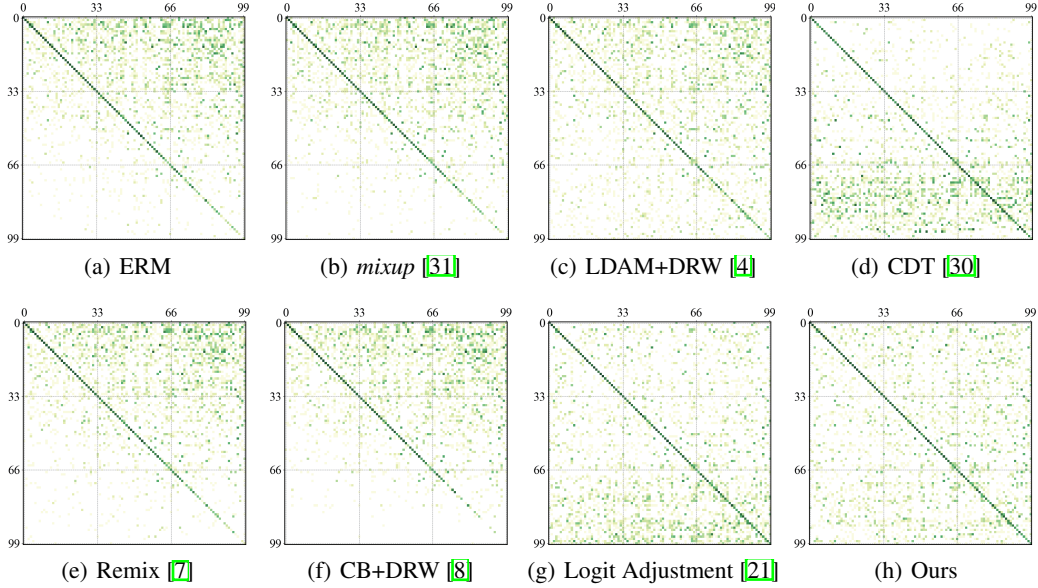 0 33 66 99
0
33
66
99
(a) ERM
0 33 66 99
0
33
66
99
(b) mixup [31]
0 33 66 99
0
33
66
99
(c) LDAM+DRW [4]
0 33 66 99
0
33
66
99
(d) CDT [30]
0 33 66 99
0
33
66
99
(e) Remix [7]
0 33 66 99
0
33
66
99
(f) CB+DRW [8]
0 33 66 99
0
33
66
99
(g) Logit Adjustment [21]
0 33 66 99
0
33
66
99
(h) Ours